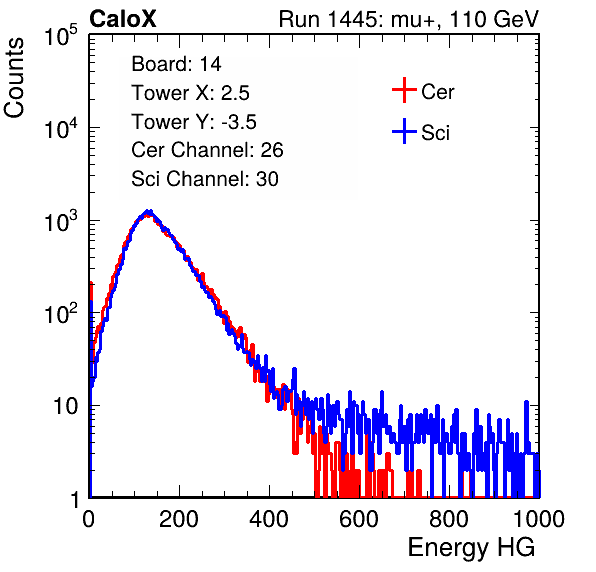 CaloX Run 1445: mu+, 110 GeV
Counts
Board: 14
Tower X: 2.5
Tower Y: -3.5
Cer Channel: 26
Sci Channel: 30
Cer
Sci
10^5
10^4
10^3
10^2
10
1
0 200 400 600 800 1000
Energy HG